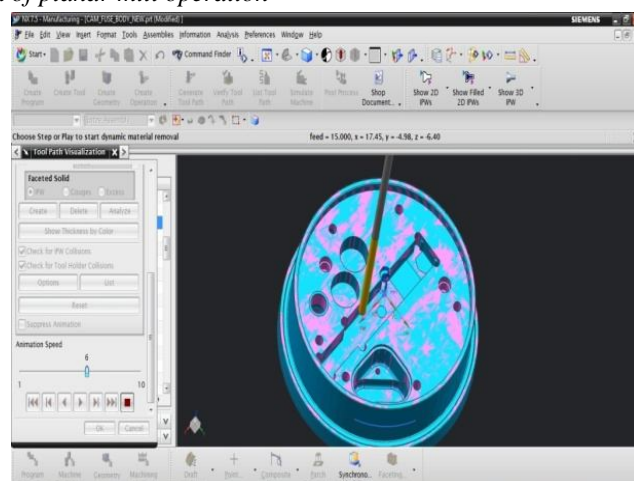 of planar mill operation
NX 7.5 - Manufacturing - [CAM_FUSE_BODY_NEW.prt (Modified) ]
SIEMENS
File Edit View Insert Format Tools Assemblies Information Analysis Preferences Window Help
Start Command Finder
Create Program Create Tool Create Geometry Create Operation Generate Tool Path Verify Tool Path List Tool Path Simulate Machine Post Process Shop Document... Show 2D IPWs Show Filled 2D IPWs Show 3D IPW
Entire Assembly
Choose Step or Play to start dynamic material removal
feed = 15.000, x = 17.45, y = -4.98, z = -6.40
Tool Path Visualization
Faceted Solid
IPW Gouges Excess
Create Delete Analyze
Show Thickness by Color
Check for IPW Collisions
Check for Tool Holder Collisions
Options List
Reset
Suppress Animation
Animation Speed
6
1 10
OK Cancel
Program Machine Geometry Machining Draft Point... Composite Patch Synchrono... Faceting...